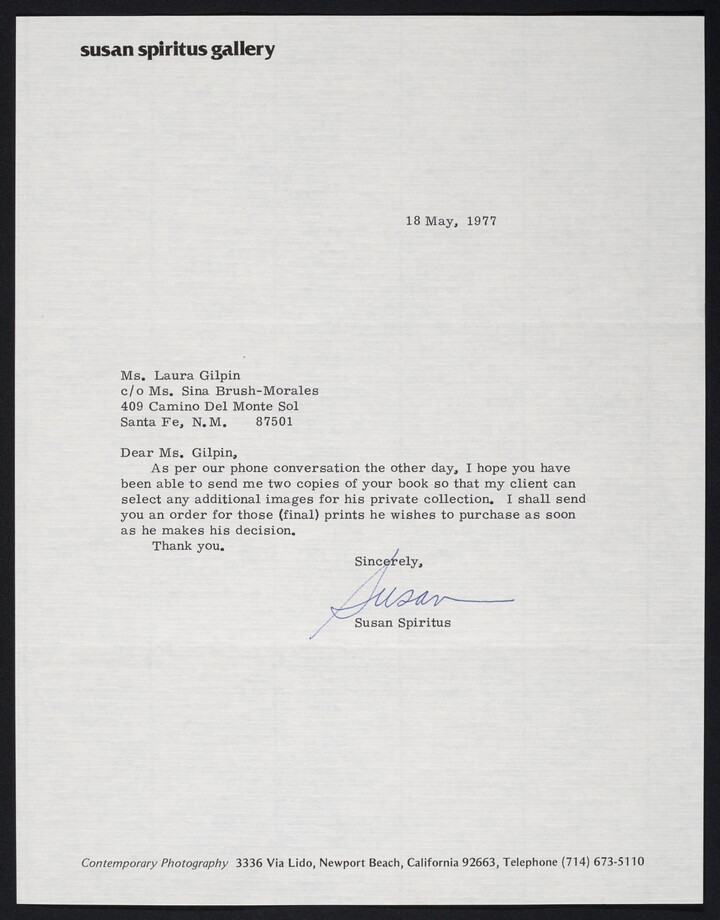 susan spiritus gallery
18 May, 1977
Ms. Laura Gilpin
c/o Ms. Sina Brush-Morales
409 Camino Del Monte Sol
Santa Fe, N.M. 87501
Dear Ms. Gilpin,
As per our phone conversation the other day, I hope you have
been able to send me two copies of your book so that my client can
select any additional images for his private collection. I shall send
you an order for those (final) prints he wishes to purchase as soon
as he makes his decision.
Thank you.
Sincerely,
Susan
Susan Spiritus
Contemporary Photography 3336 Via Lido, Newport Beach, California 92663, Telephone (714) 673-5110